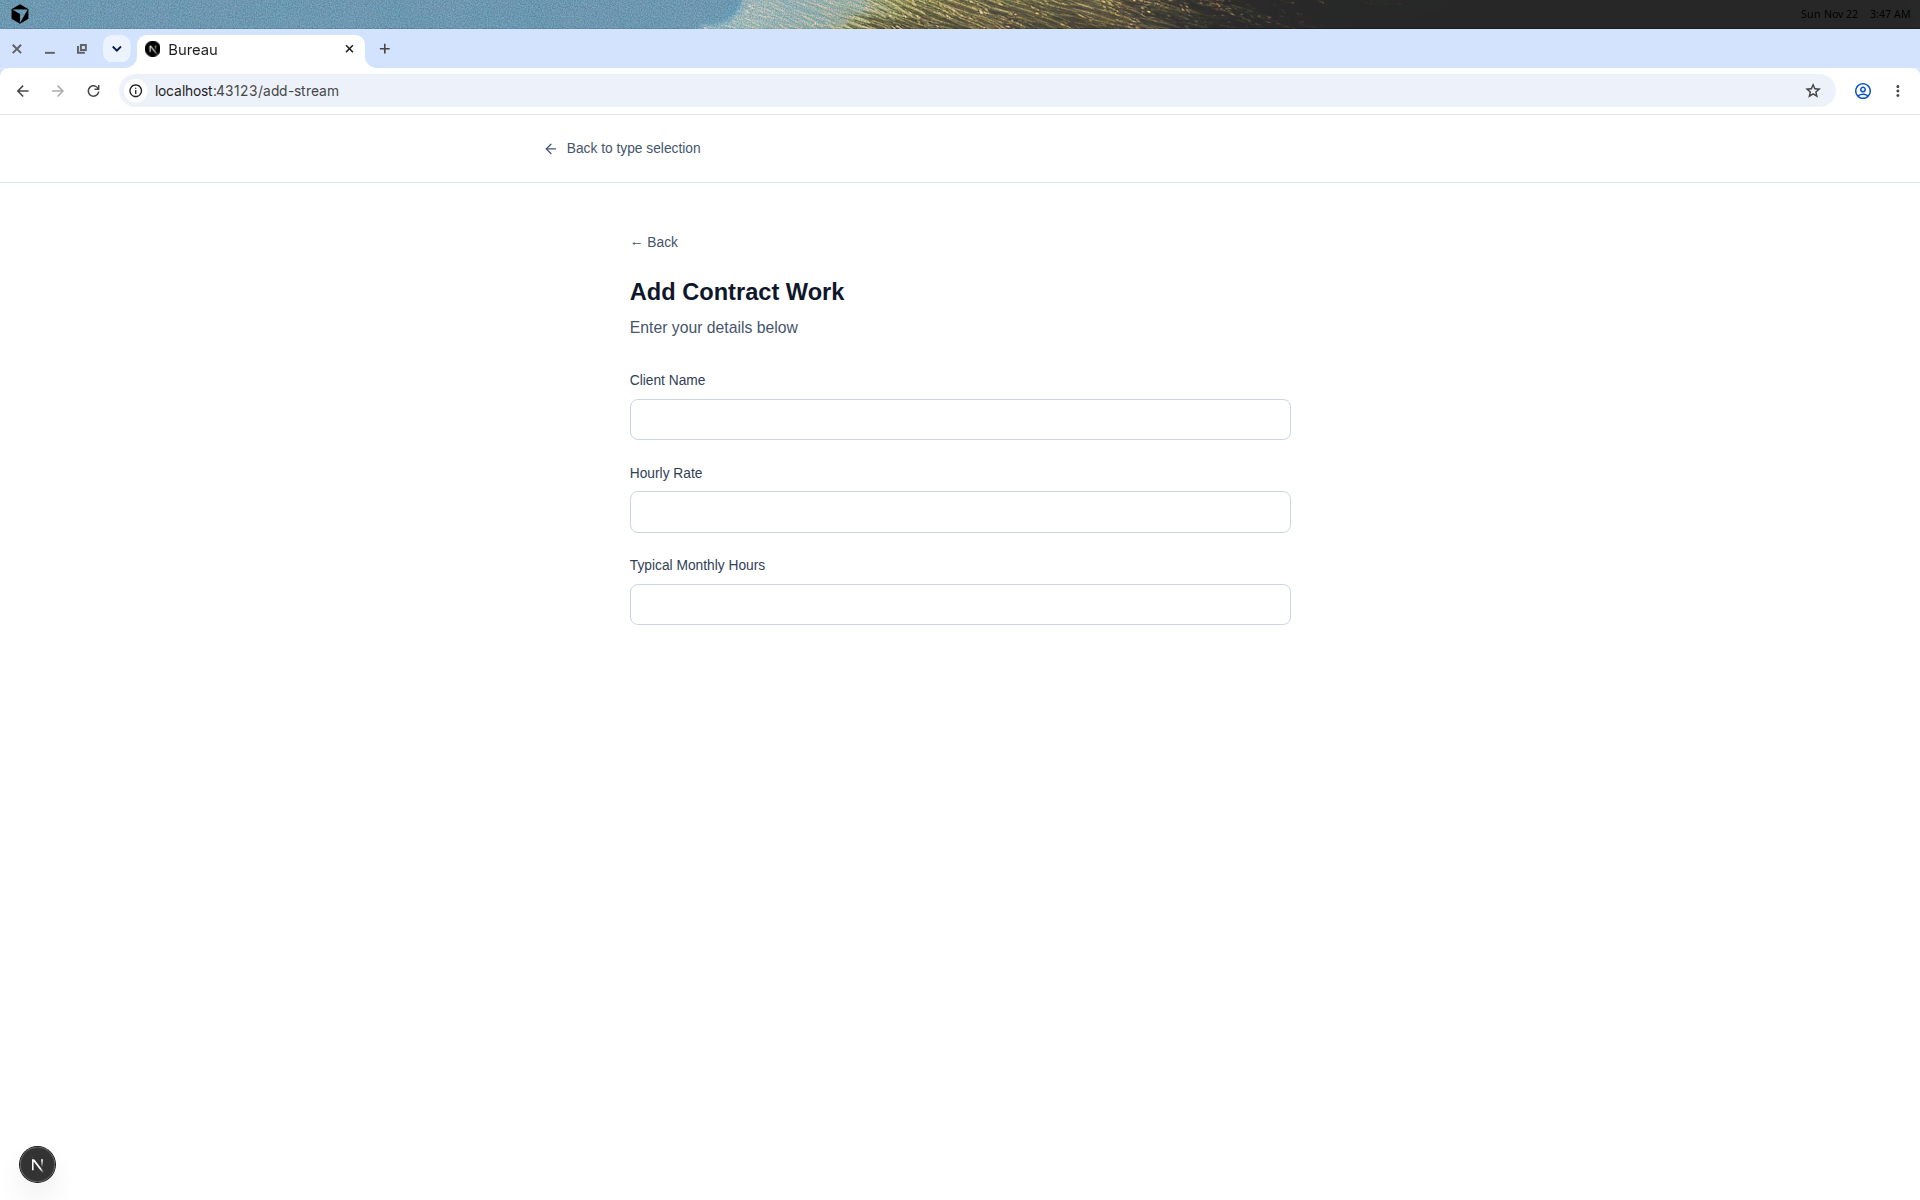 Sun Nov 22 3:47 AM
Bureau
localhost:43123/add-stream
Back to type selection
← Back
Add Contract Work
Enter your details below
Client Name
Hourly Rate
Typical Monthly Hours
N